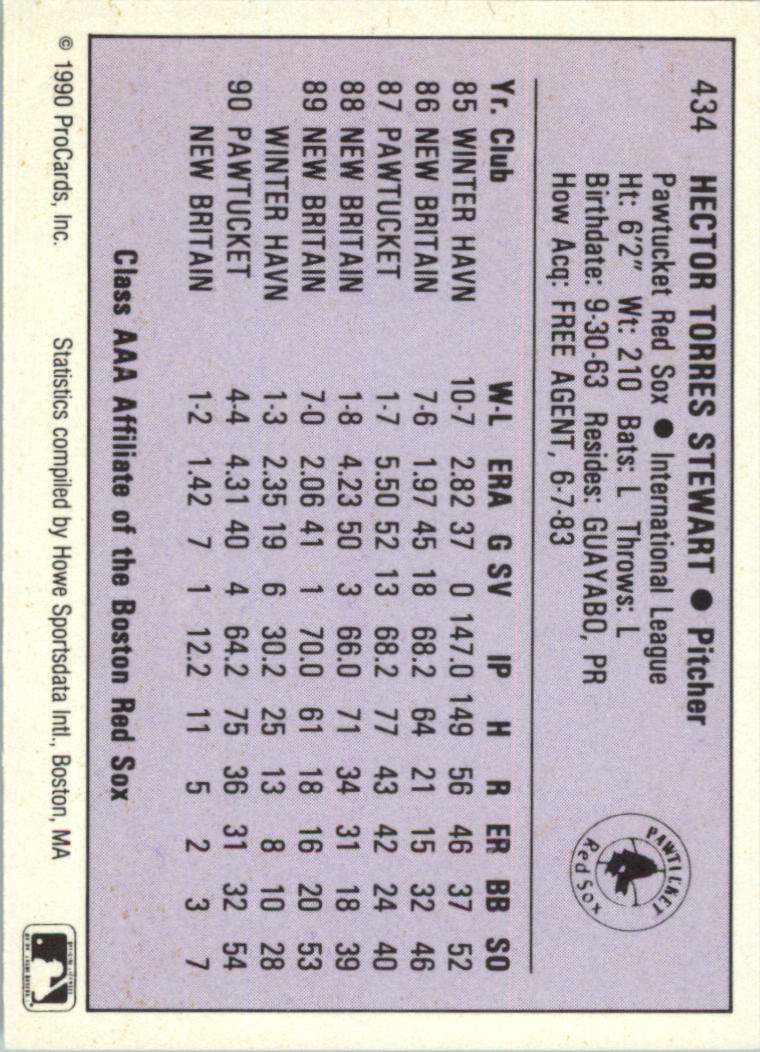 434 HECTOR TORRES STEWART ● Pitcher
Pawtucket Red Sox ● International League
Ht: 6'2" Wt: 210 Bats: L Throws: L
Birthdate: 9-30-63 Resides: GUAYABO, PR
How Acq: FREE AGENT, 6-7-83
PAWTUCKET
Red Sox
Yr. Club W-L ERA G SV IP H R ER BB SO
85 WINTER HAVN 10-7 2.82 37 0 147.0 149 56 46 37 52
86 NEW BRITAIN 7-6 1.97 45 18 68.2 64 21 15 32 46
87 PAWTUCKET 1-7 5.50 52 13 68.2 77 43 42 24 40
88 NEW BRITAIN 1-8 4.23 50 3 66.0 71 34 31 18 39
89 NEW BRITAIN 7-0 2.06 41 1 70.0 61 18 16 20 53
WINTER HAVN 1-3 2.35 19 6 30.2 25 13 8 10 28
90 PAWTUCKET 4-4 4.31 40 4 64.2 75 36 31 32 54
NEW BRITAIN 1-2 1.42 7 1 12.2 11 5 2 3 7
Class AAA Affiliate of the Boston Red Sox
© 1990 ProCards, Inc. Statistics compiled by Howe Sportsdata Intl., Boston, MA